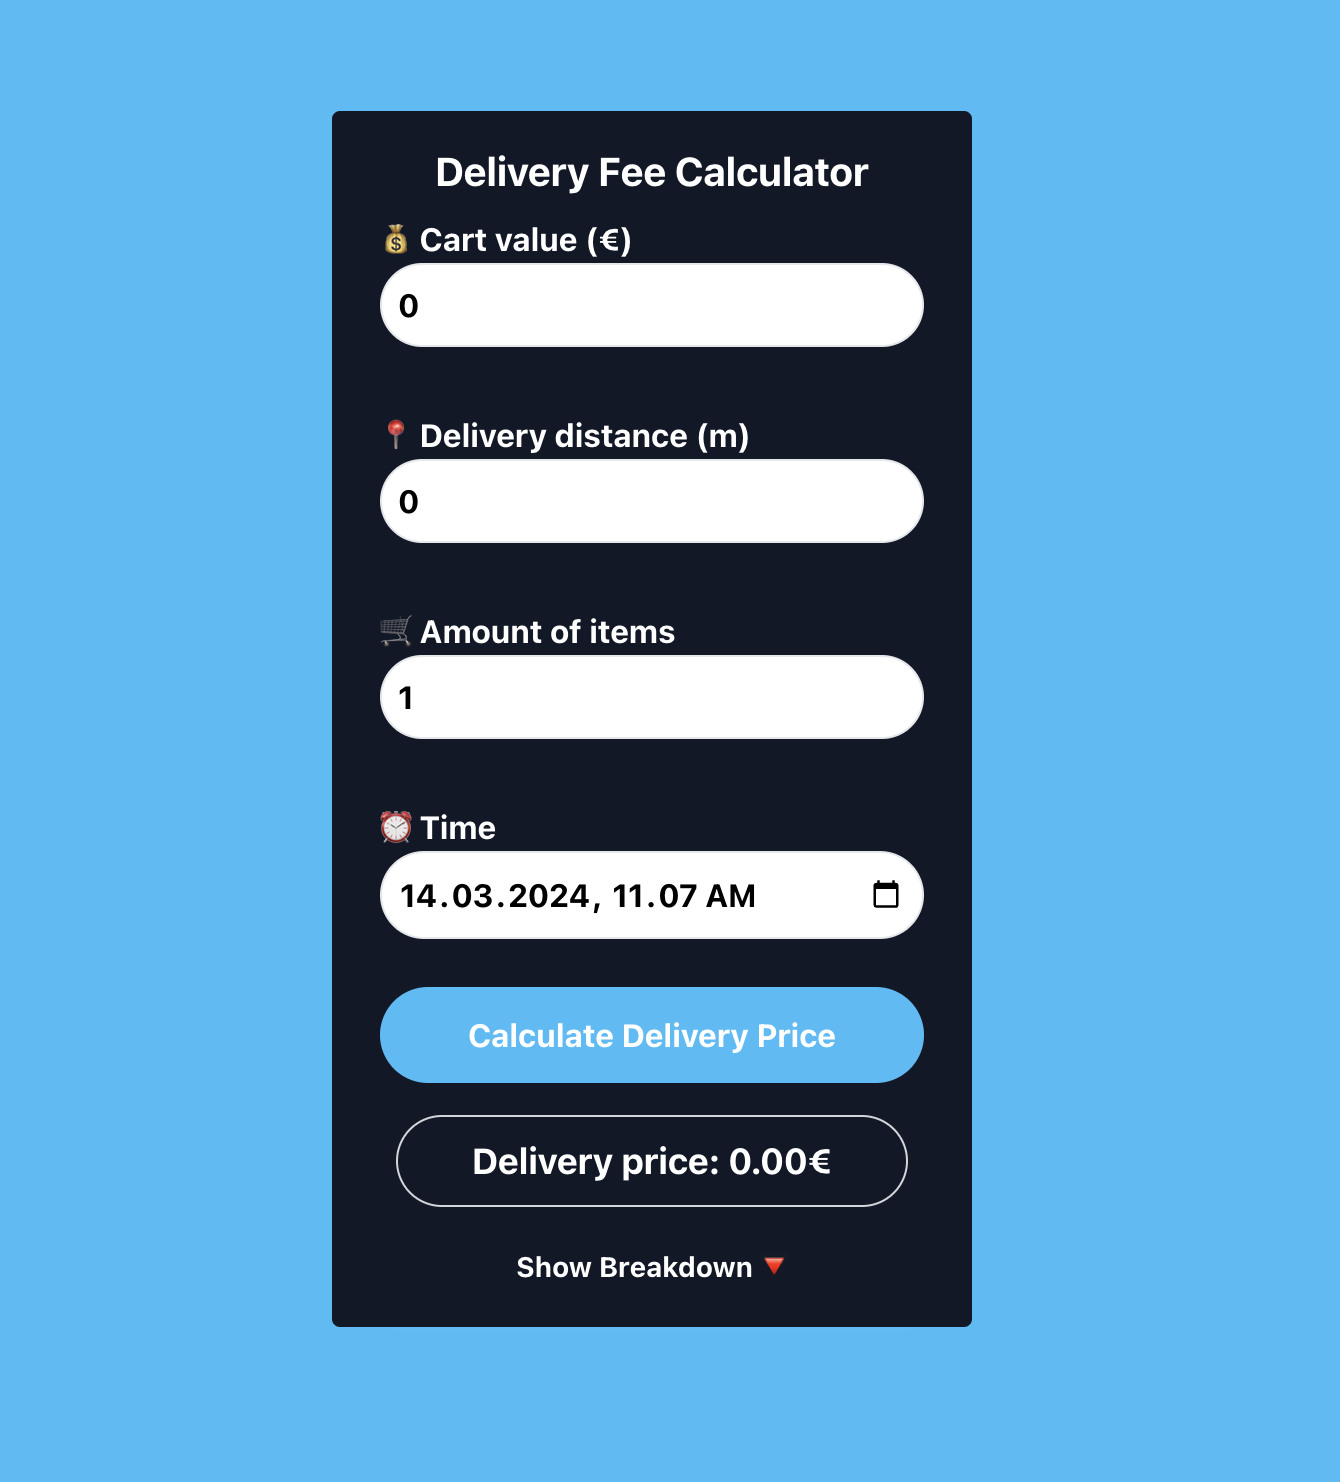 Delivery Fee Calculator
💰 Cart value (€)
0
📍 Delivery distance (m)
0
🛒 Amount of items
1
⏰ Time
14.03.2024, 11.07 AM
Calculate Delivery Price
Delivery price: 0.00€
Show Breakdown 🔻